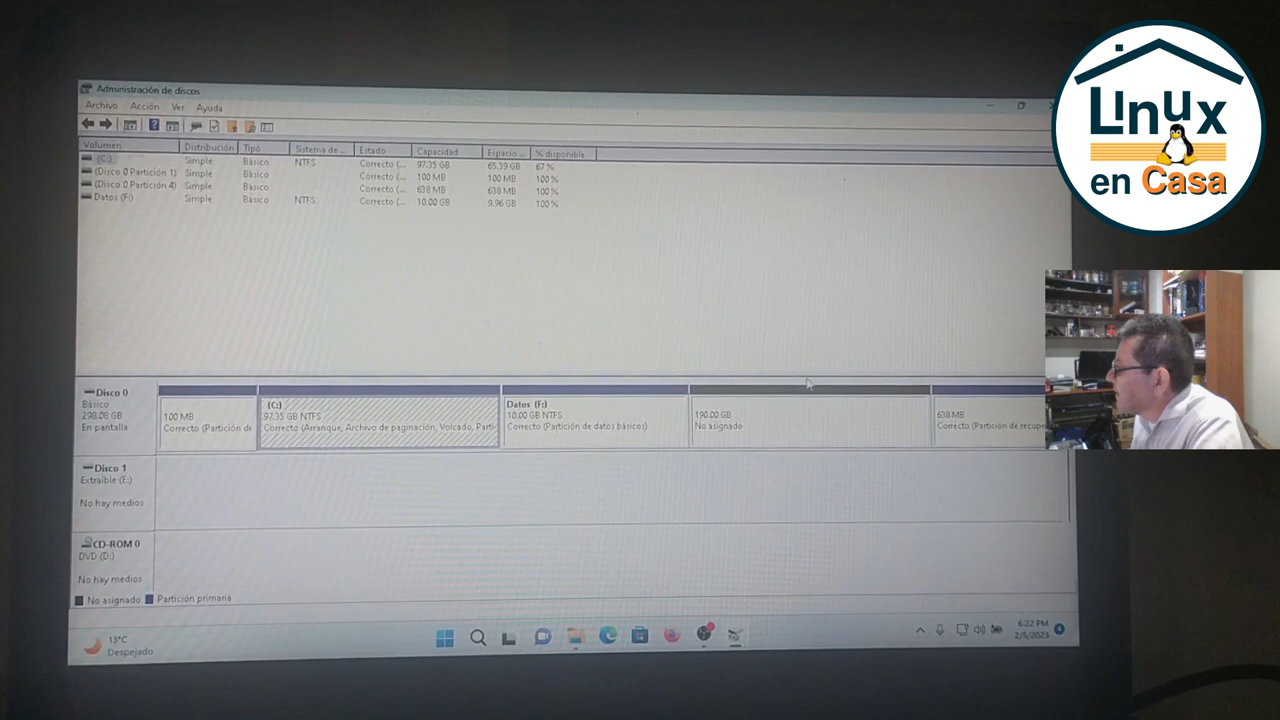 Linux
en Casa
Administración de discos
Archivo Acción Ver Ayuda
Volumen Distribución Tipo Sistema de ... Estado Capacidad Espacio ... % disponible
(C:) Simple Básico NTFS Correcto (... 97.35 GB 65.39 GB 67 %
(Disco 0 Partición 1) Simple Básico Correcto (... 100 MB 100 MB 100 %
(Disco 0 Partición 4) Simple Básico Correcto (... 638 MB 638 MB 100 %
Datos (F:) Simple Básico NTFS Correcto (... 10.00 GB 9.96 GB 100 %
Disco 0
Básico
298.08 GB
En pantalla
100 MB
Correcto (Partición de
(C:)
97.35 GB NTFS
Correcto (Arranque, Archivo de paginación, Volcado, Parti
Datos (F:)
10.00 GB NTFS
Correcto (Partición de datos básicos)
190.00 GB
No asignado
638 MB
Correcto (Partición de recupe
Disco 1
Extraíble (E:)
No hay medios
CD-ROM 0
DVD (D:)
No hay medios
No asignado Partición primaria
13°C
Despejado
6:22 PM
2/5/2023